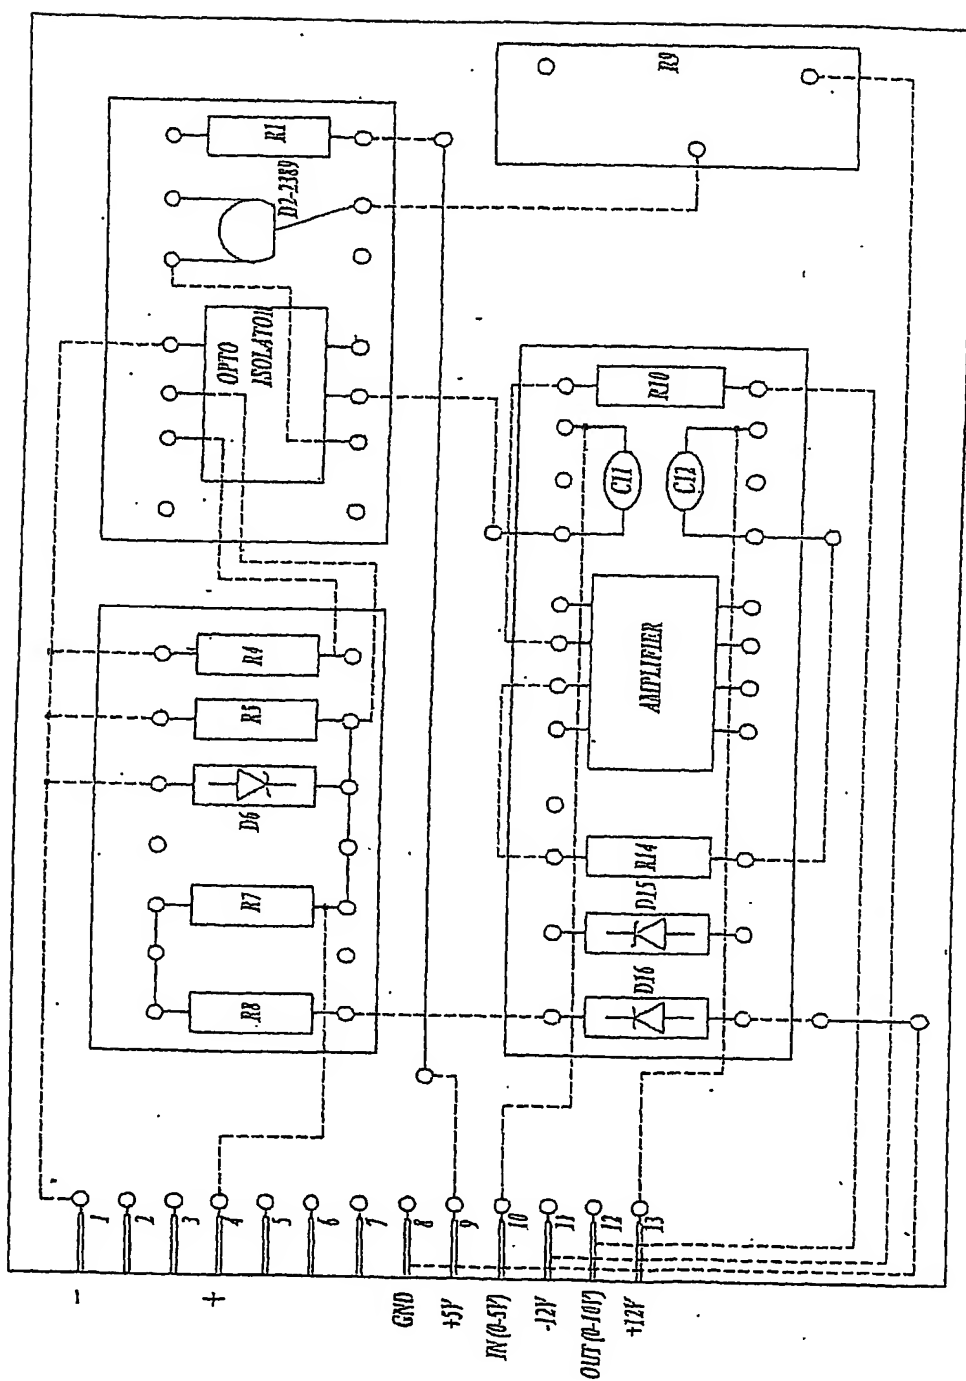 R9
R1
D2-2389
OPTO
ISOLATOR
R10
C11
C12
R4
R5
D6
AMPLIFIER
R7
R14
D15
R8
D16
1
2
3
4
5
6
7
8
9
10
11
12
13
-
+
GND
+5V
IN (0-5V)
-12V
OUT (0-10V)
+12V